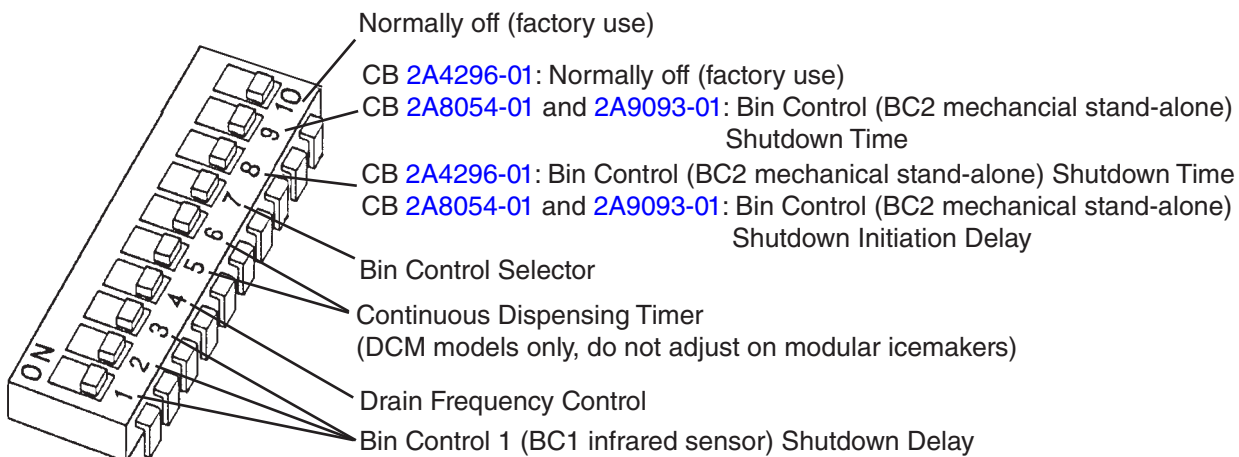 Normally off (factory use)
CB 2A4296-01: Normally off (factory use)
CB 2A8054-01 and 2A9093-01: Bin Control (BC2 mechancial stand-alone)
Shutdown Time
CB 2A4296-01: Bin Control (BC2 mechanical stand-alone) Shutdown Time
CB 2A8054-01 and 2A9093-01: Bin Control (BC2 mechanical stand-alone)
Shutdown Initiation Delay
Bin Control Selector
Continuous Dispensing Timer
(DCM models only, do not adjust on modular icemakers)
Drain Frequency Control
Bin Control 1 (BC1 infrared sensor) Shutdown Delay
ON
1
2
3
4
5
6
7
8
9
10